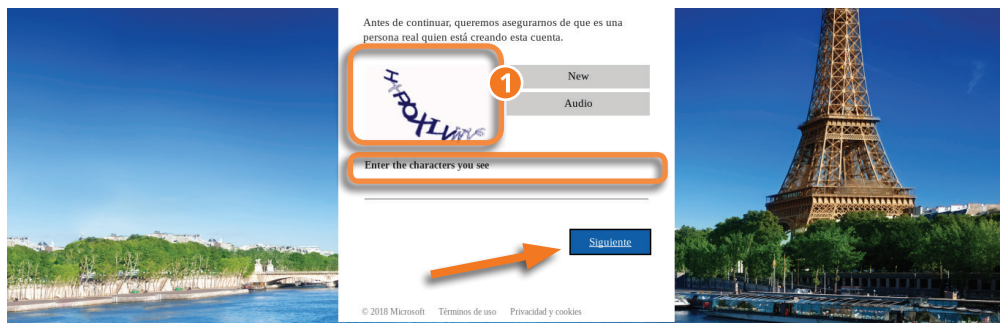 Antes de continuar, queremos asegurarnos de que es una
persona real quien está creando esta cuenta.
1
New
Audio
Enter the characters you see
Siguiente
© 2018 Microsoft Términos de uso Privacidad y cookies